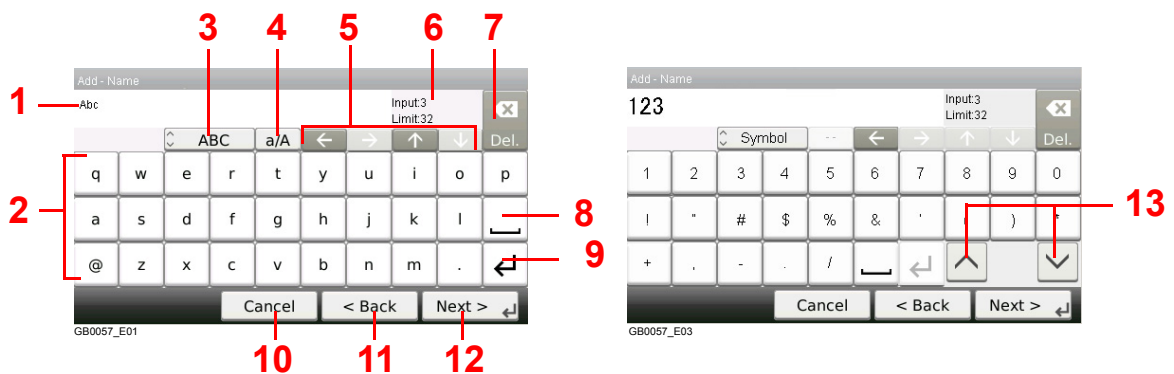 3 4 5 6 7
Add - Name Add - Name
1 Abc Input:3 123 Input:3
Limit:32 Limit:32
ABC a/A ← → ↑ ↓ Del. Symbol -- ← → ↑ ↓ Del.
2 q w e r t y u i o p 1 2 3 4 5 6 7 8 9 0
a s d f g h j k l 8 ! " # $ % & ' ) * 13
@ z x c v b n m . 9 + , - . /
Cancel < Back Next > Cancel < Back Next >
GB0057_E01 GB0057_E03
10 11 12